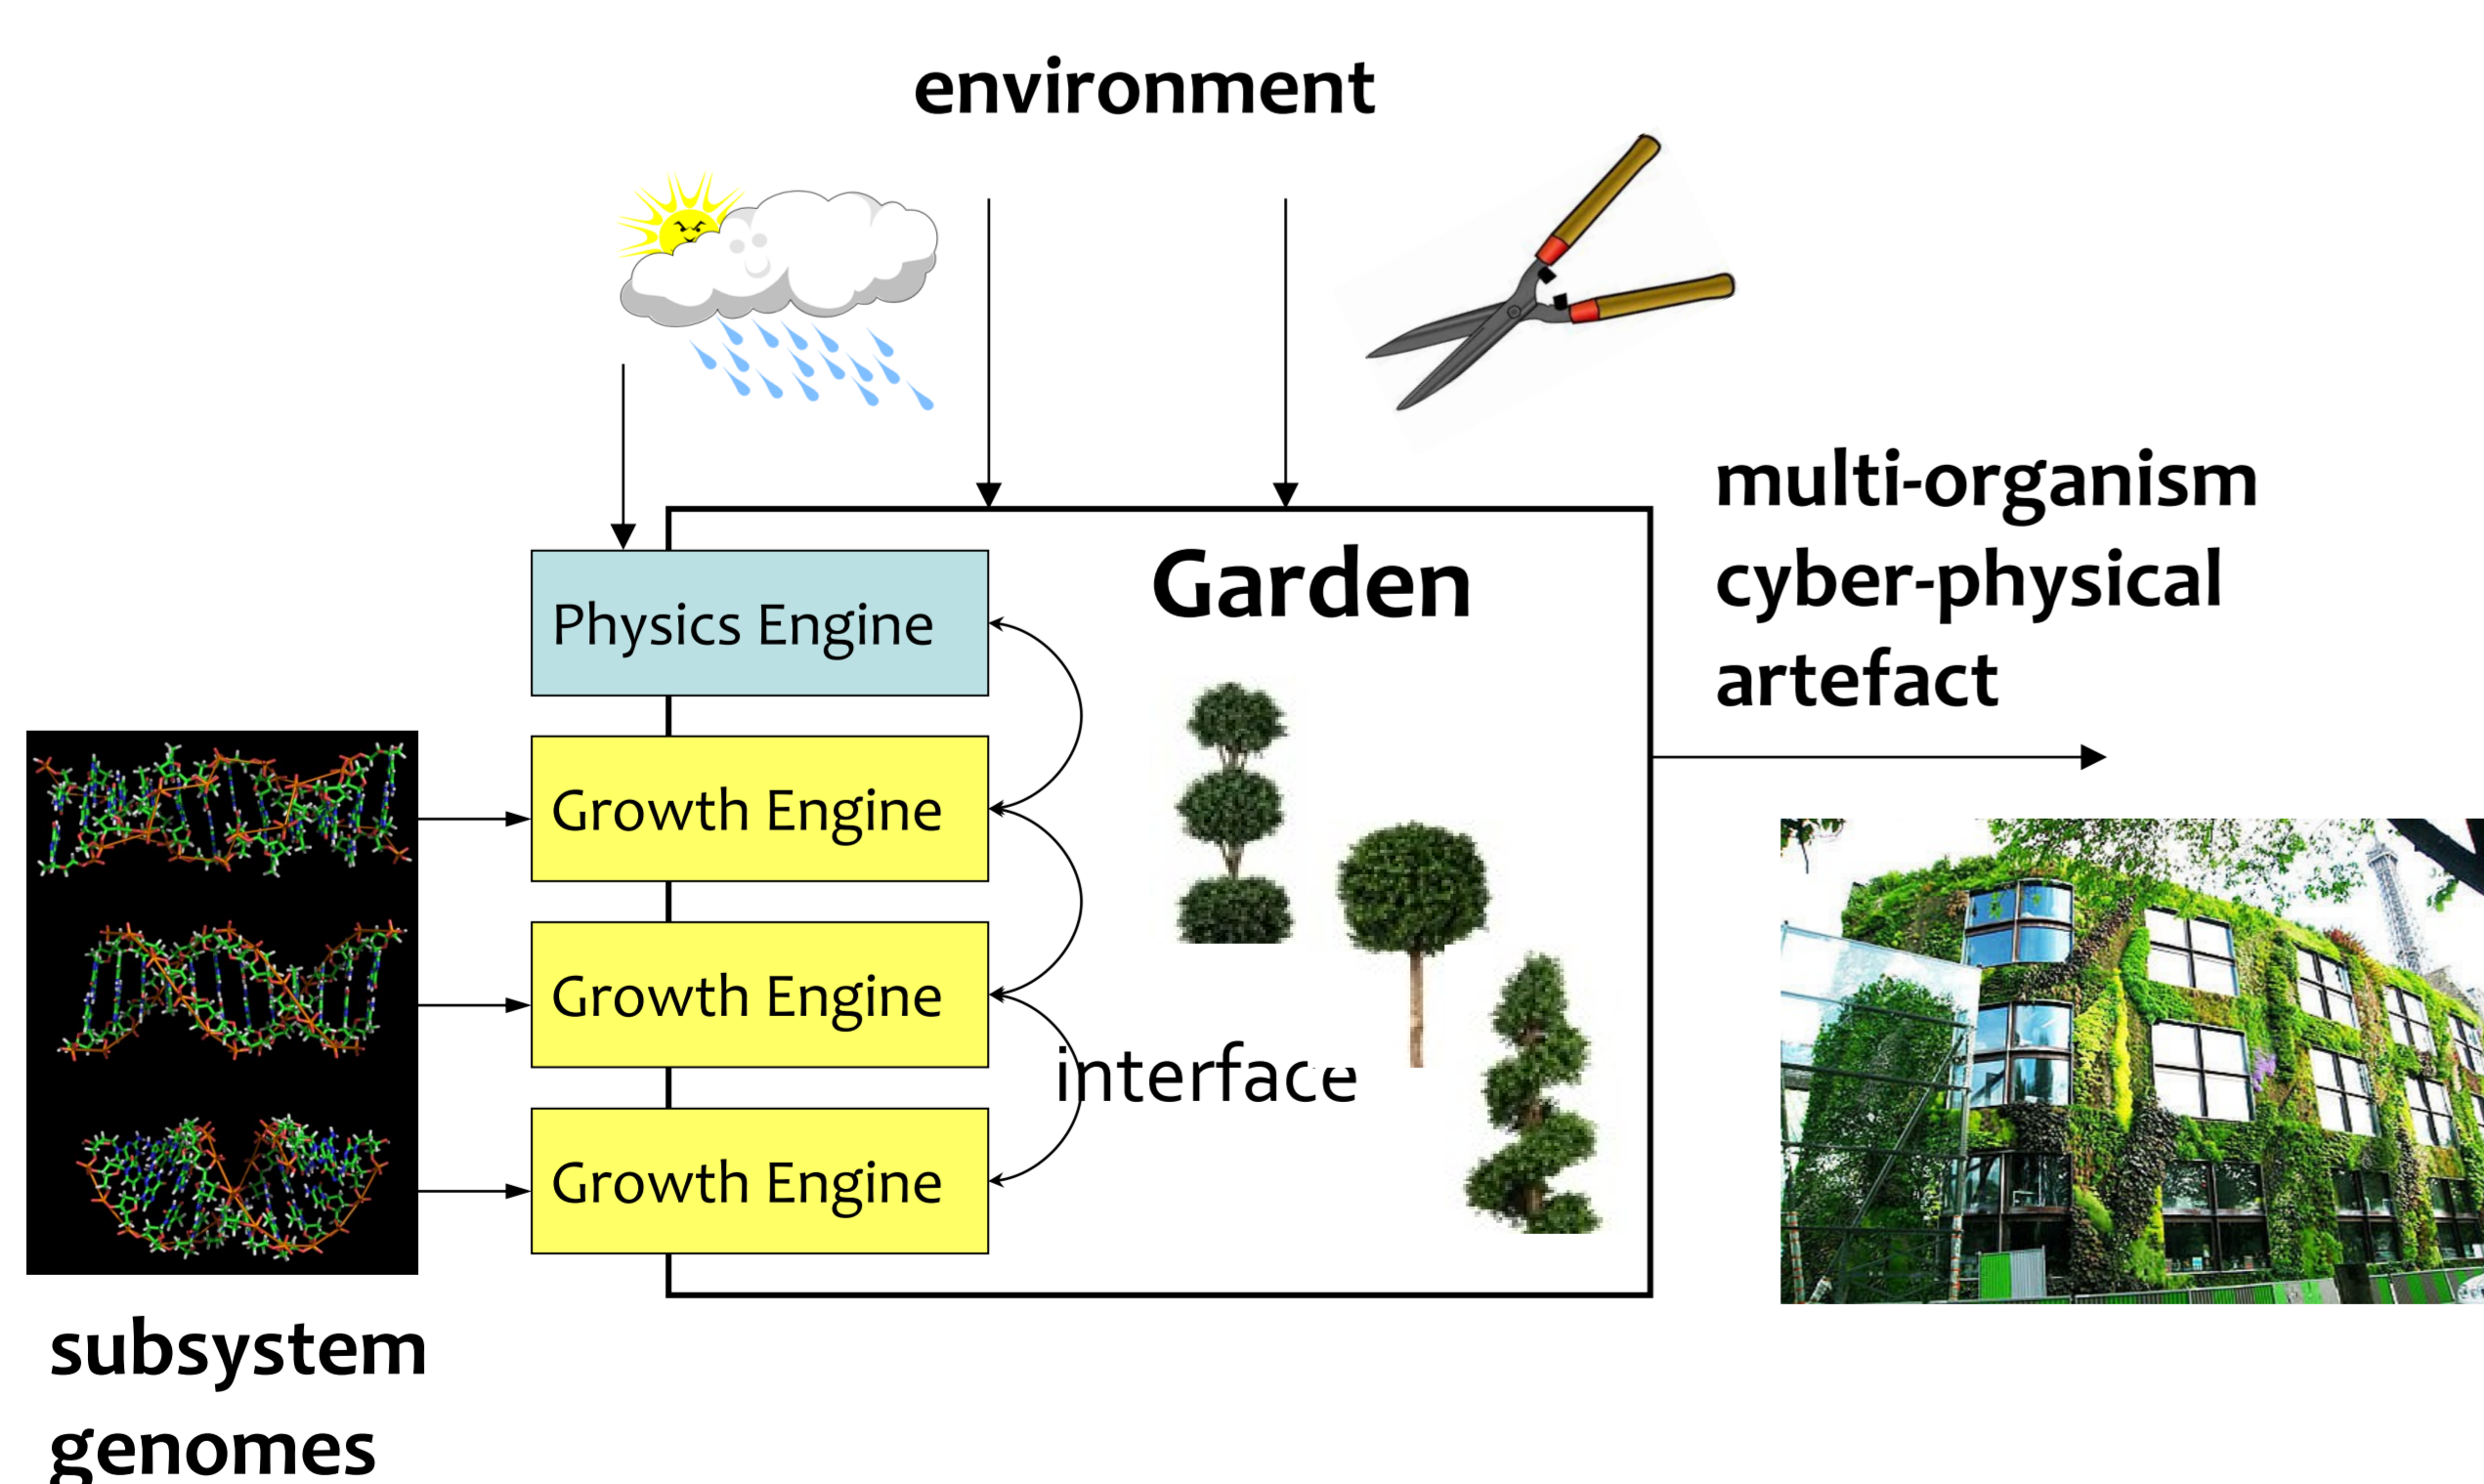 environment
multi-organism
cyber-physical
artefact
Garden
Physics Engine
Growth Engine
Growth Engine
interface
Growth Engine
subsystem
genomes